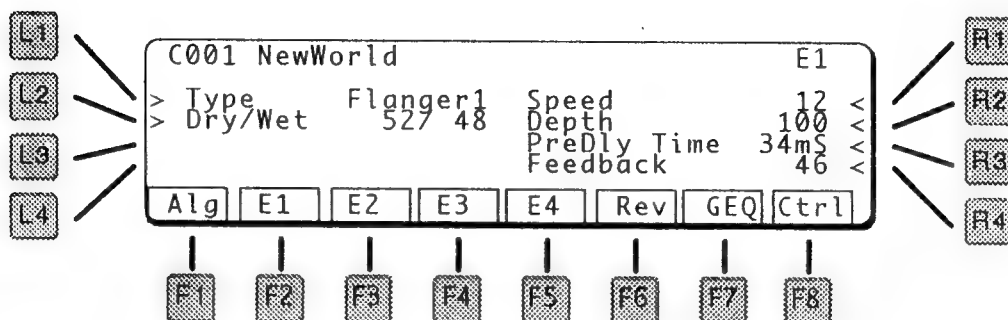 L1
L2
L3
L4
C001 NewWorld E1
> Type Flanger1 Speed 12 <
> Dry/Wet 52/ 48 Depth 100 <
PreDly Time 34mS <
Feedback 46 <
Alg E1 E2 E3 E4 Rev GEQ Ctrl
F1 F2 F3 F4 F5 F6 F7 F8
R1
R2
R3
R4